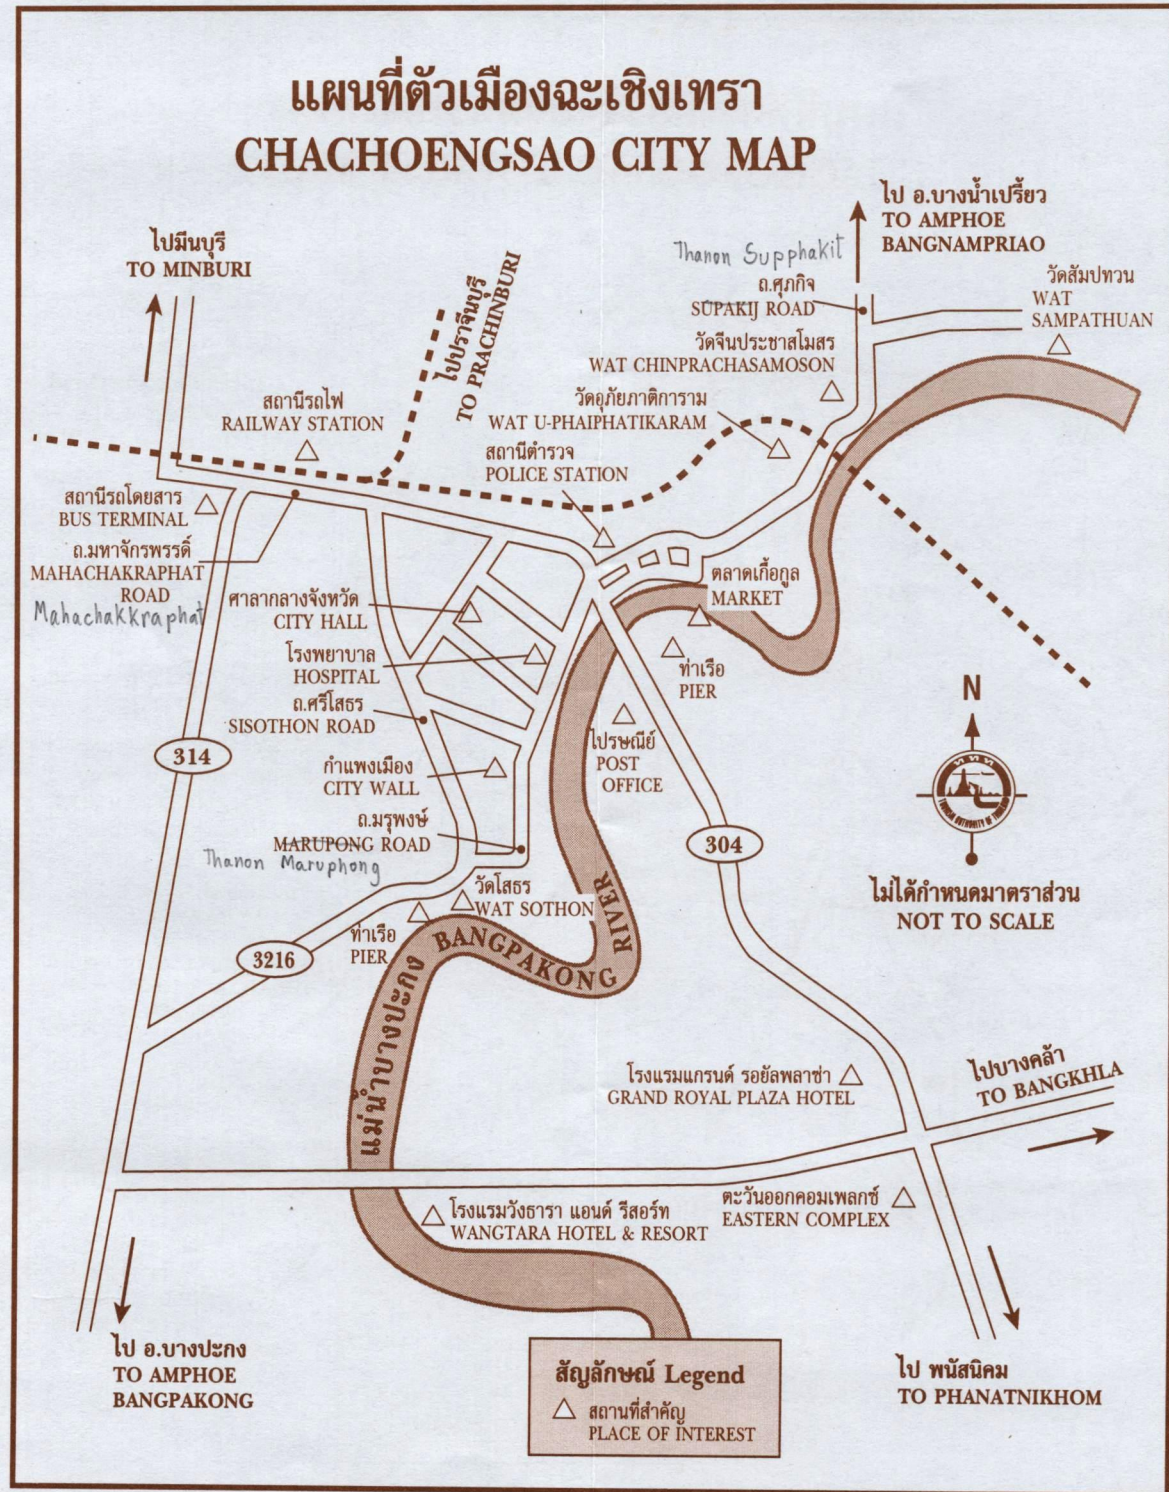 แผนที่ตัวเมืองฉะเชิงเทรา
CHACHOENGSAO CITY MAP
ไป อ.บางน้ำเปรี้ยว
TO AMPHOE
BANGNAMPRIAO
ไปมีนบุรี
TO MINBURI
ไปปราจีนบุรี
TO PRACHINBURI
Thanon Supphakit
ถ.ศุภกิจ
SUPAKIJ ROAD
วัดสัมปทวน
WAT
SAMPATHUAN
วัดจีนประชาสโมสร
WAT CHINPRACHASAMOSON
วัดอุภัยภาติการาม
WAT U-PHAIPHATIKARAM
สถานีรถไฟ
RAILWAY STATION
สถานีตำรวจ
POLICE STATION
สถานีรถโดยสาร
BUS TERMINAL
ถ.มหาจักรพรรดิ์
MAHACHAKRAPHAT
ROAD
Mahachakkraphat
ศาลากลางจังหวัด
CITY HALL
ตลาดเกื้อกูล
MARKET
โรงพยาบาล
HOSPITAL
ท่าเรือ
PIER
ถ.ศรีโสธร
SISOTHON ROAD
ไปรษณีย์
POST
OFFICE
N
314
กำแพงเมือง
CITY WALL
ททท
TOURISM AUTHORITY OF THAILAND
ถ.มรุพงษ์
MARUPONG ROAD
Thanon Maruphong
304
ไม่ได้กำหนดมาตราส่วน
NOT TO SCALE
วัดโสธร
WAT SOTHON
ท่าเรือ
PIER
3216
แม่น้ำบางปะกง
BANGPAKONG RIVER
โรงแรมแกรนด์ รอยัลพลาซ่า
GRAND ROYAL PLAZA HOTEL
ไปบางคล้า
TO BANGKHLA
โรงแรมวังธารา แอนด์ รีสอร์ท
WANGTARA HOTEL & RESORT
ตะวันออกคอมเพลกซ์
EASTERN COMPLEX
ไป อ.บางปะกง
TO AMPHOE
BANGPAKONG
สัญลักษณ์ Legend
สถานที่สำคัญ
PLACE OF INTEREST
ไป พนัสนิคม
TO PHANATNIKHOM